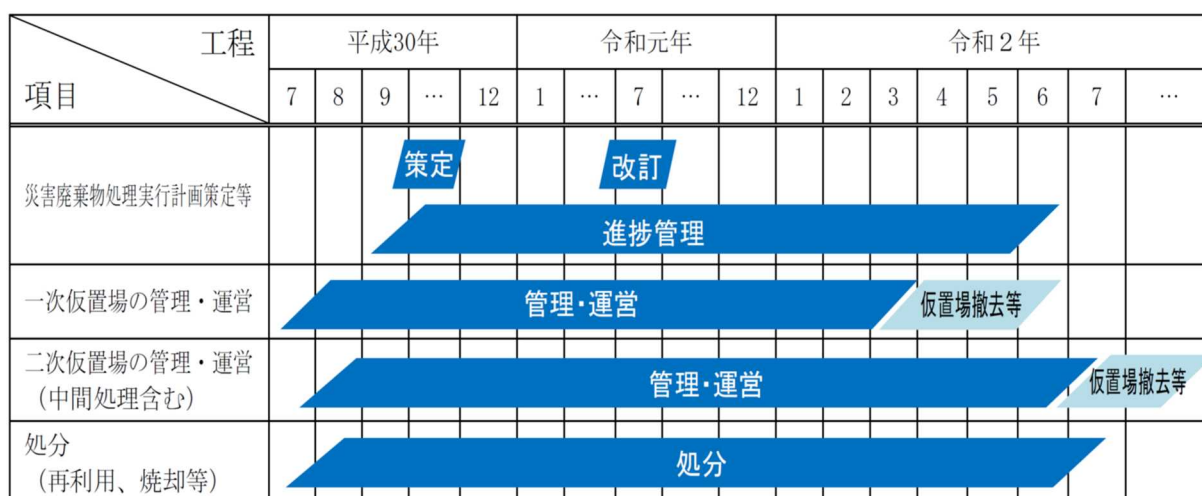 工程
項目
平成30年 令和元年 令和2年
7 8 9 … 12 1 … 7 … 12 1 2 3 4 5 6 7 …
災害廃棄物処理実行計画策定等
策定 改訂
進捗管理
一次仮置場の管理・運営 管理・運営 仮置場撤去等
二次仮置場の管理・運営
(中間処理含む)
管理・運営 仮置場撤去等
処分
(再利用、焼却等)
処分